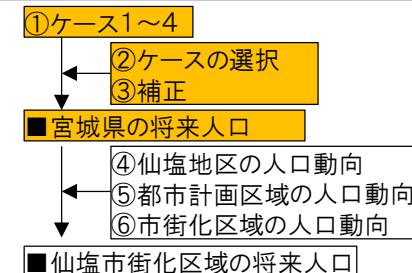 ①ケース1～4
②ケースの選択
③補正
■宮城県の将来人口
④仙塩地区の人口動向
⑤都市計画区域の人口動向
⑥市街化区域の人口動向
■仙塩市街化区域の将来人口